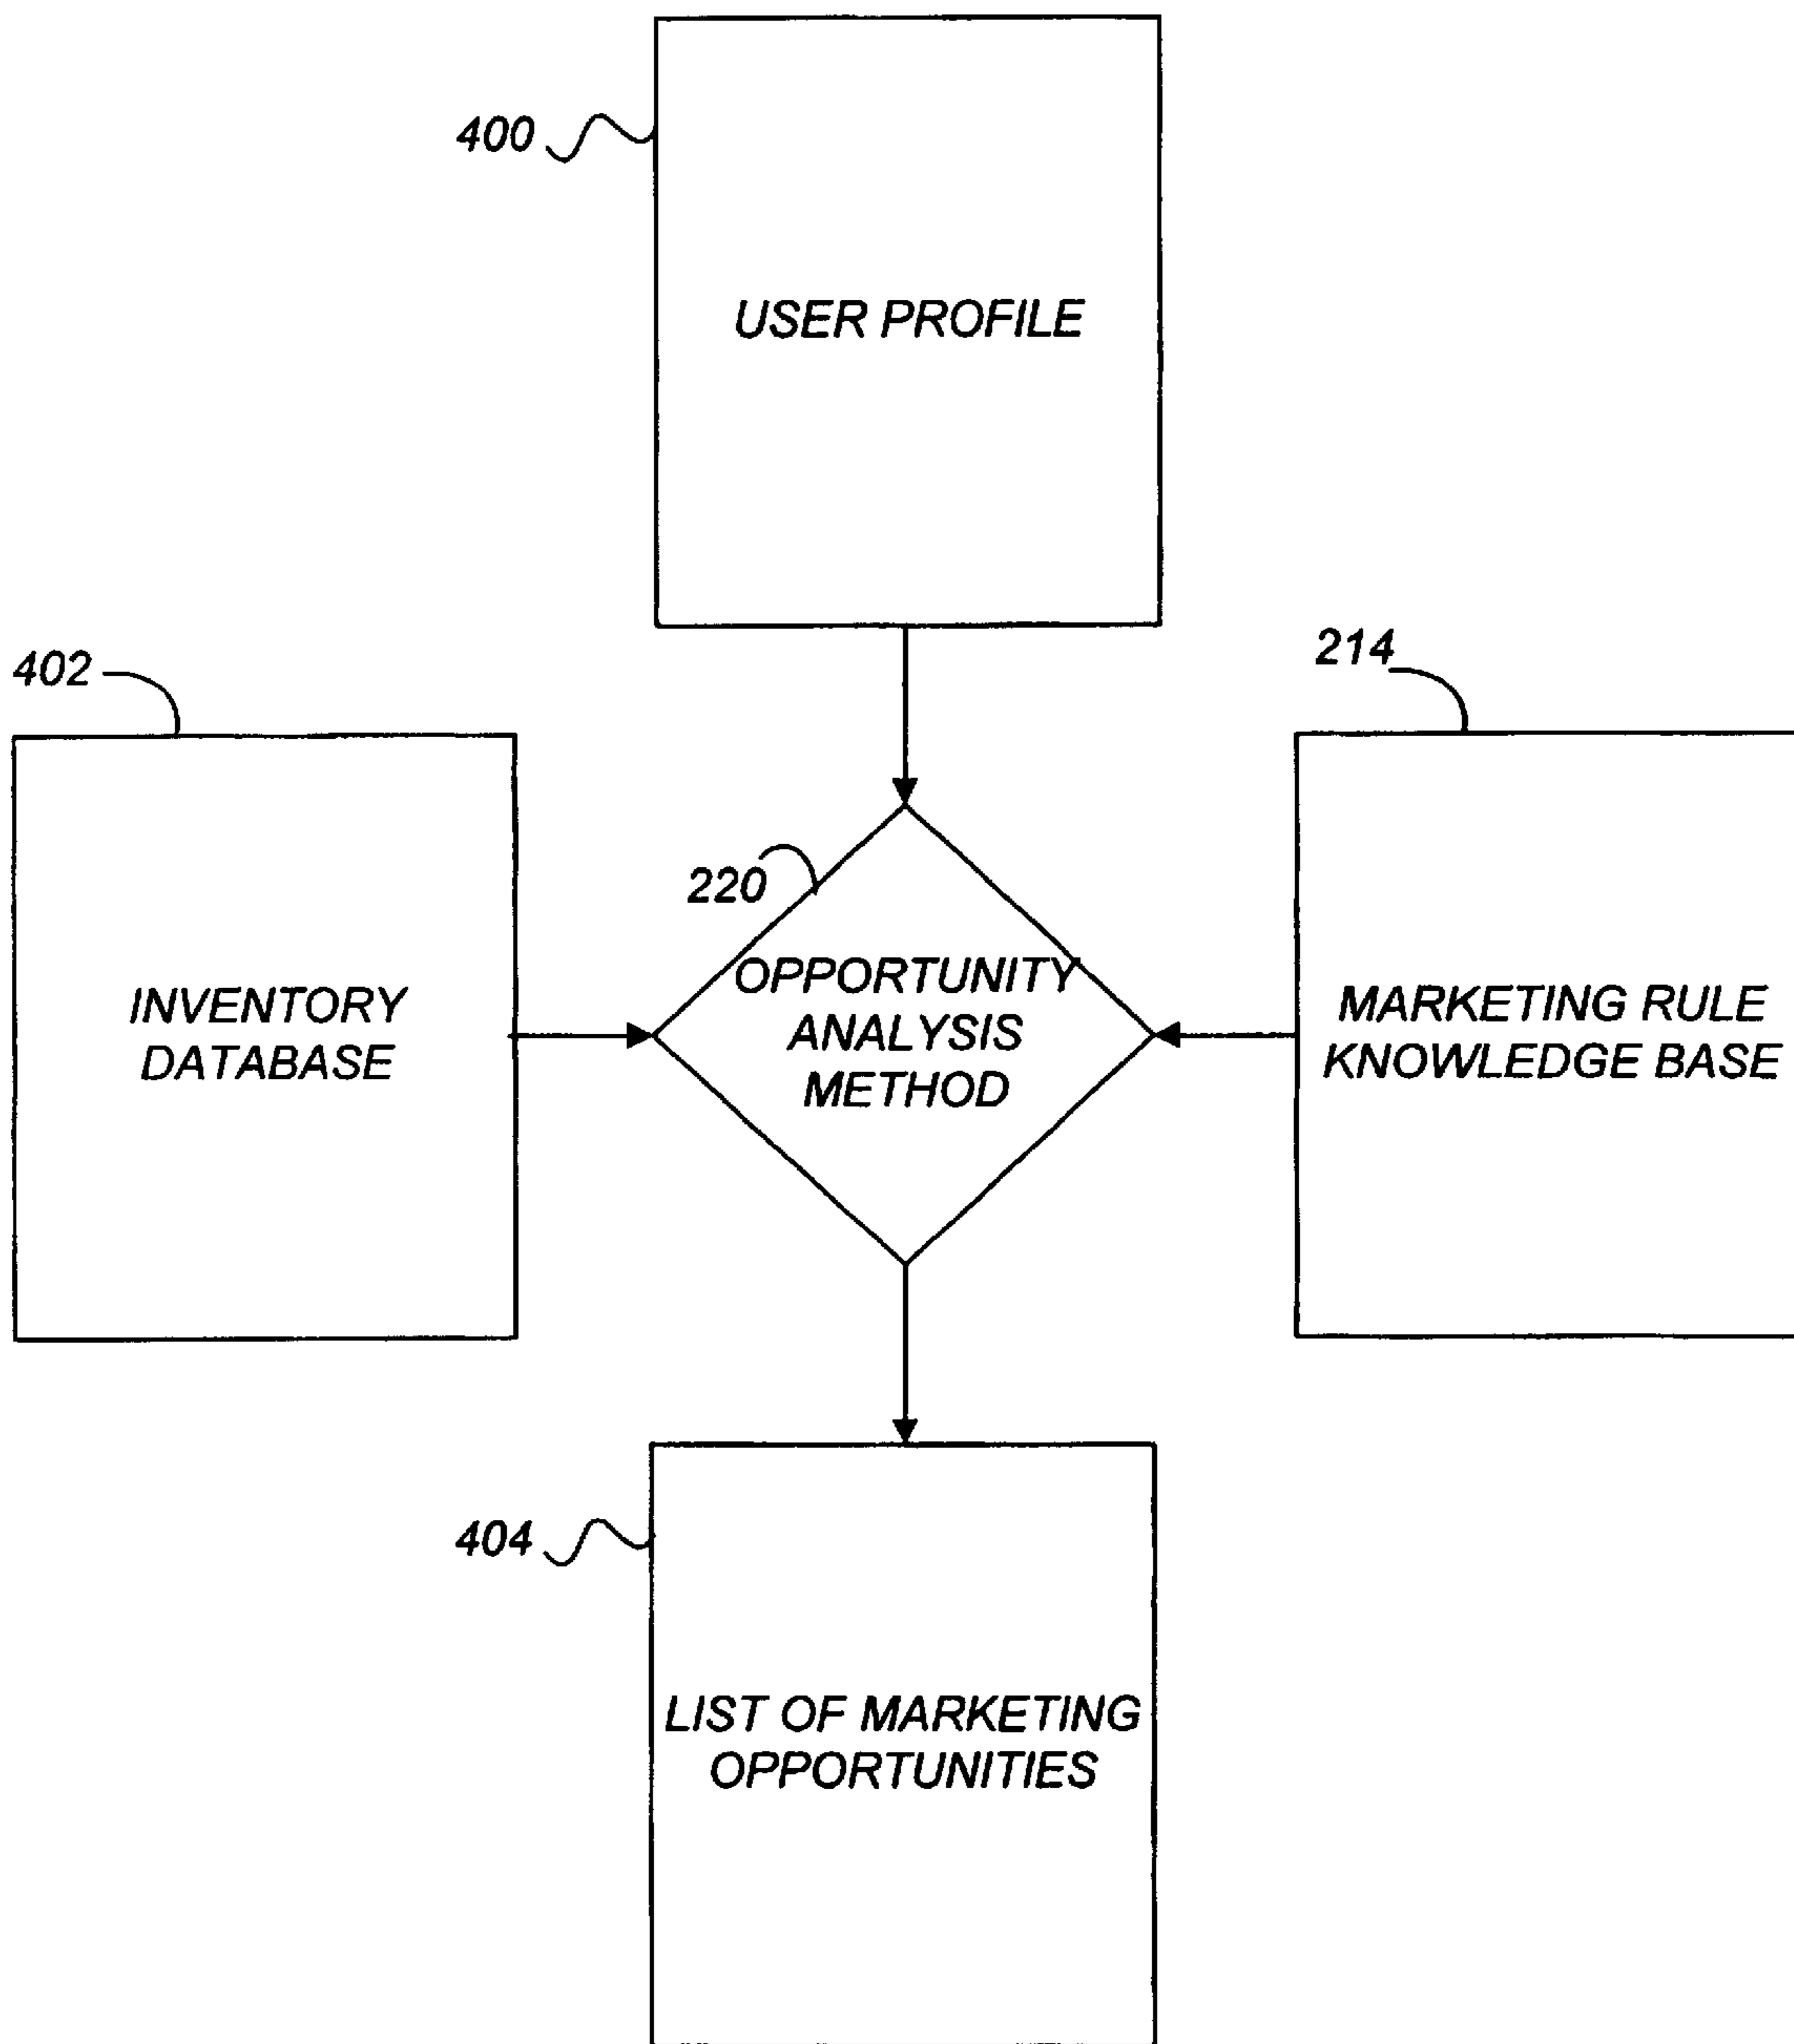 400
USER PROFILE
402
214
220
INVENTORY
DATABASE
OPPORTUNITY
ANALYSIS
METHOD
MARKETING RULE
KNOWLEDGE BASE
404
LIST OF MARKETING
OPPORTUNITIES